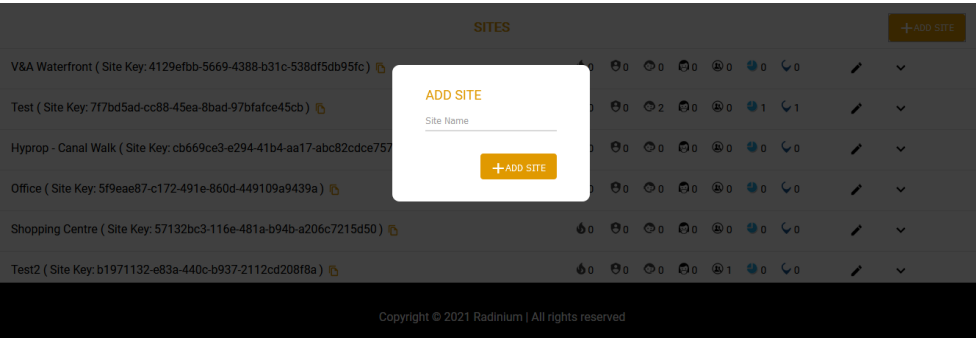 SITES
ADD SITE
V&A Waterfront ( Site Key: 4129efbb-5669-4388-b31c-538df5db95fc ) 0 0 0 0 0 0 0
Test ( Site Key: 7f7bd5ad-cc88-45ea-8bad-97bfafce45cb ) 0 2 0 0 1 1
Hyprop - Canal Walk ( Site Key: cb669ce3-e294-41b4-aa17-abc82cdce757 0 0 0 0 0 0
Office ( Site Key: 5f9eae87-c172-491e-860d-449109a9439a ) 0 0 0 0 0 0
Shopping Centre ( Site Key: 57132bc3-116e-481a-b94b-a206c7215d50 ) 0 0 0 0 0 0 0
Test2 ( Site Key: b1971132-e83a-440c-b937-2112cd208f8a ) 0 0 0 0 1 0 0
ADD SITE
Site Name
ADD SITE
Copyright © 2021 Radinium | All rights reserved